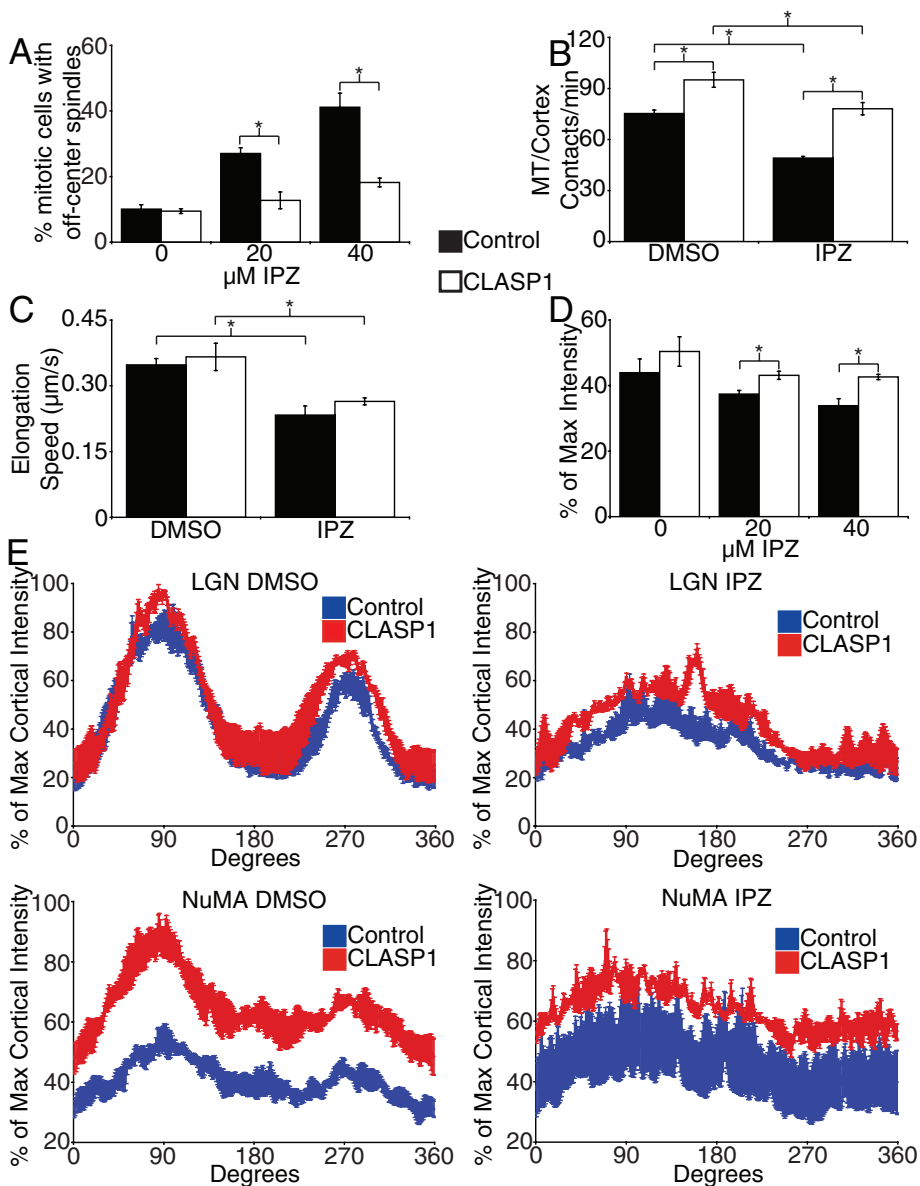 A
% mitotic cells with
off-center spindles
60
40
20
0
*
*
0 20 40
µM IPZ
B
MT/Cortex
Contacts/min
120
90
60
30
0
*
*
*
*
DMSO IPZ
Control
CLASP1
C
Elongation
Speed (µm/s)
0.45
0.30
0.15
0
*
*
DMSO IPZ
D
% of Max Intensity
60
40
20
0
*
*
0 20 40
µM IPZ
E
LGN DMSO
% of Max Cortical Intensity
100
80
60
40
20
0
Control
CLASP1
0 90 180 270 360
Degrees
LGN IPZ
% of Max Cortical Intensity
100
80
60
40
20
0
Control
CLASP1
0 90 180 270 360
Degrees
NuMA DMSO
% of Max Cortical Intensity
100
80
60
40
20
Control
CLASP1
0 90 180 270 360
Degrees
NuMA IPZ
% of Max Cortical Intensity
100
80
60
40
20
Control
CLASP1
0 90 180 270 360
Degrees